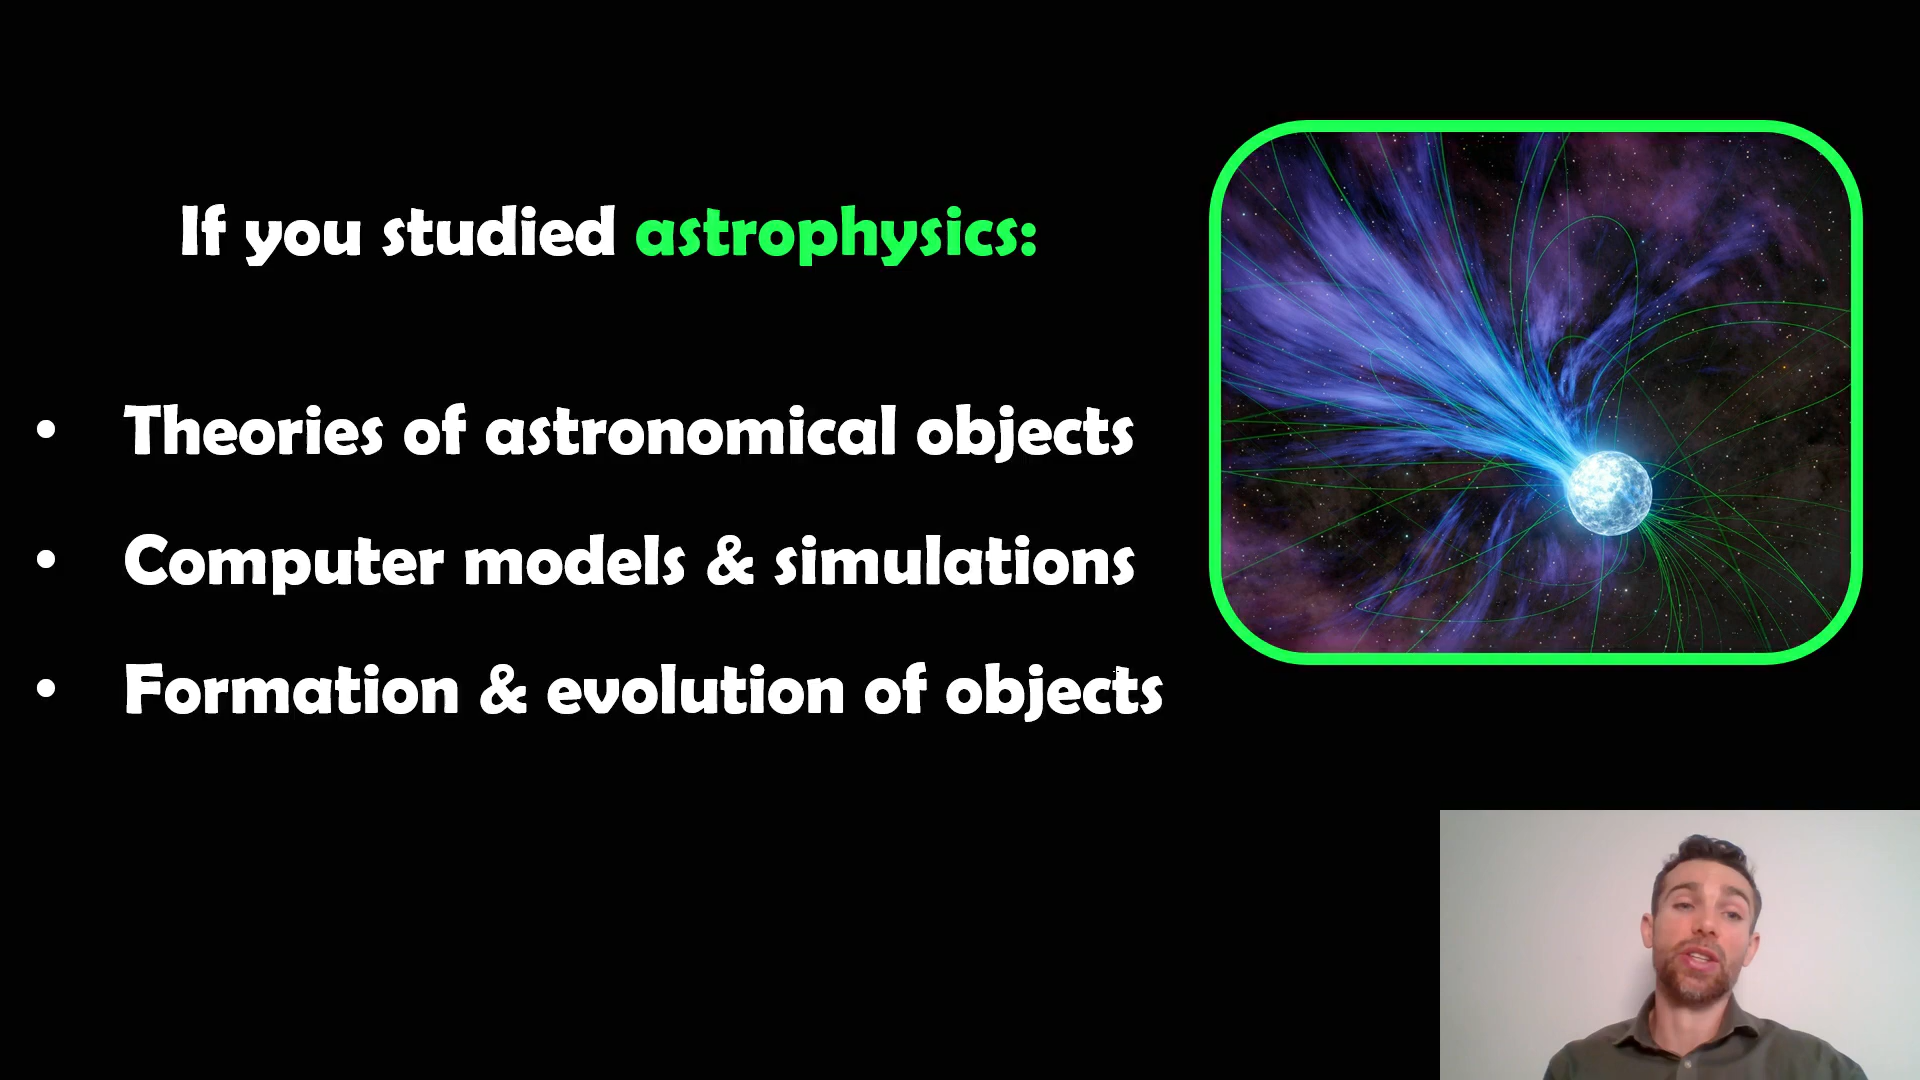 If you studied astrophysics:
• Theories of astronomical objects
• Computer models & simulations
• Formation & evolution of objects